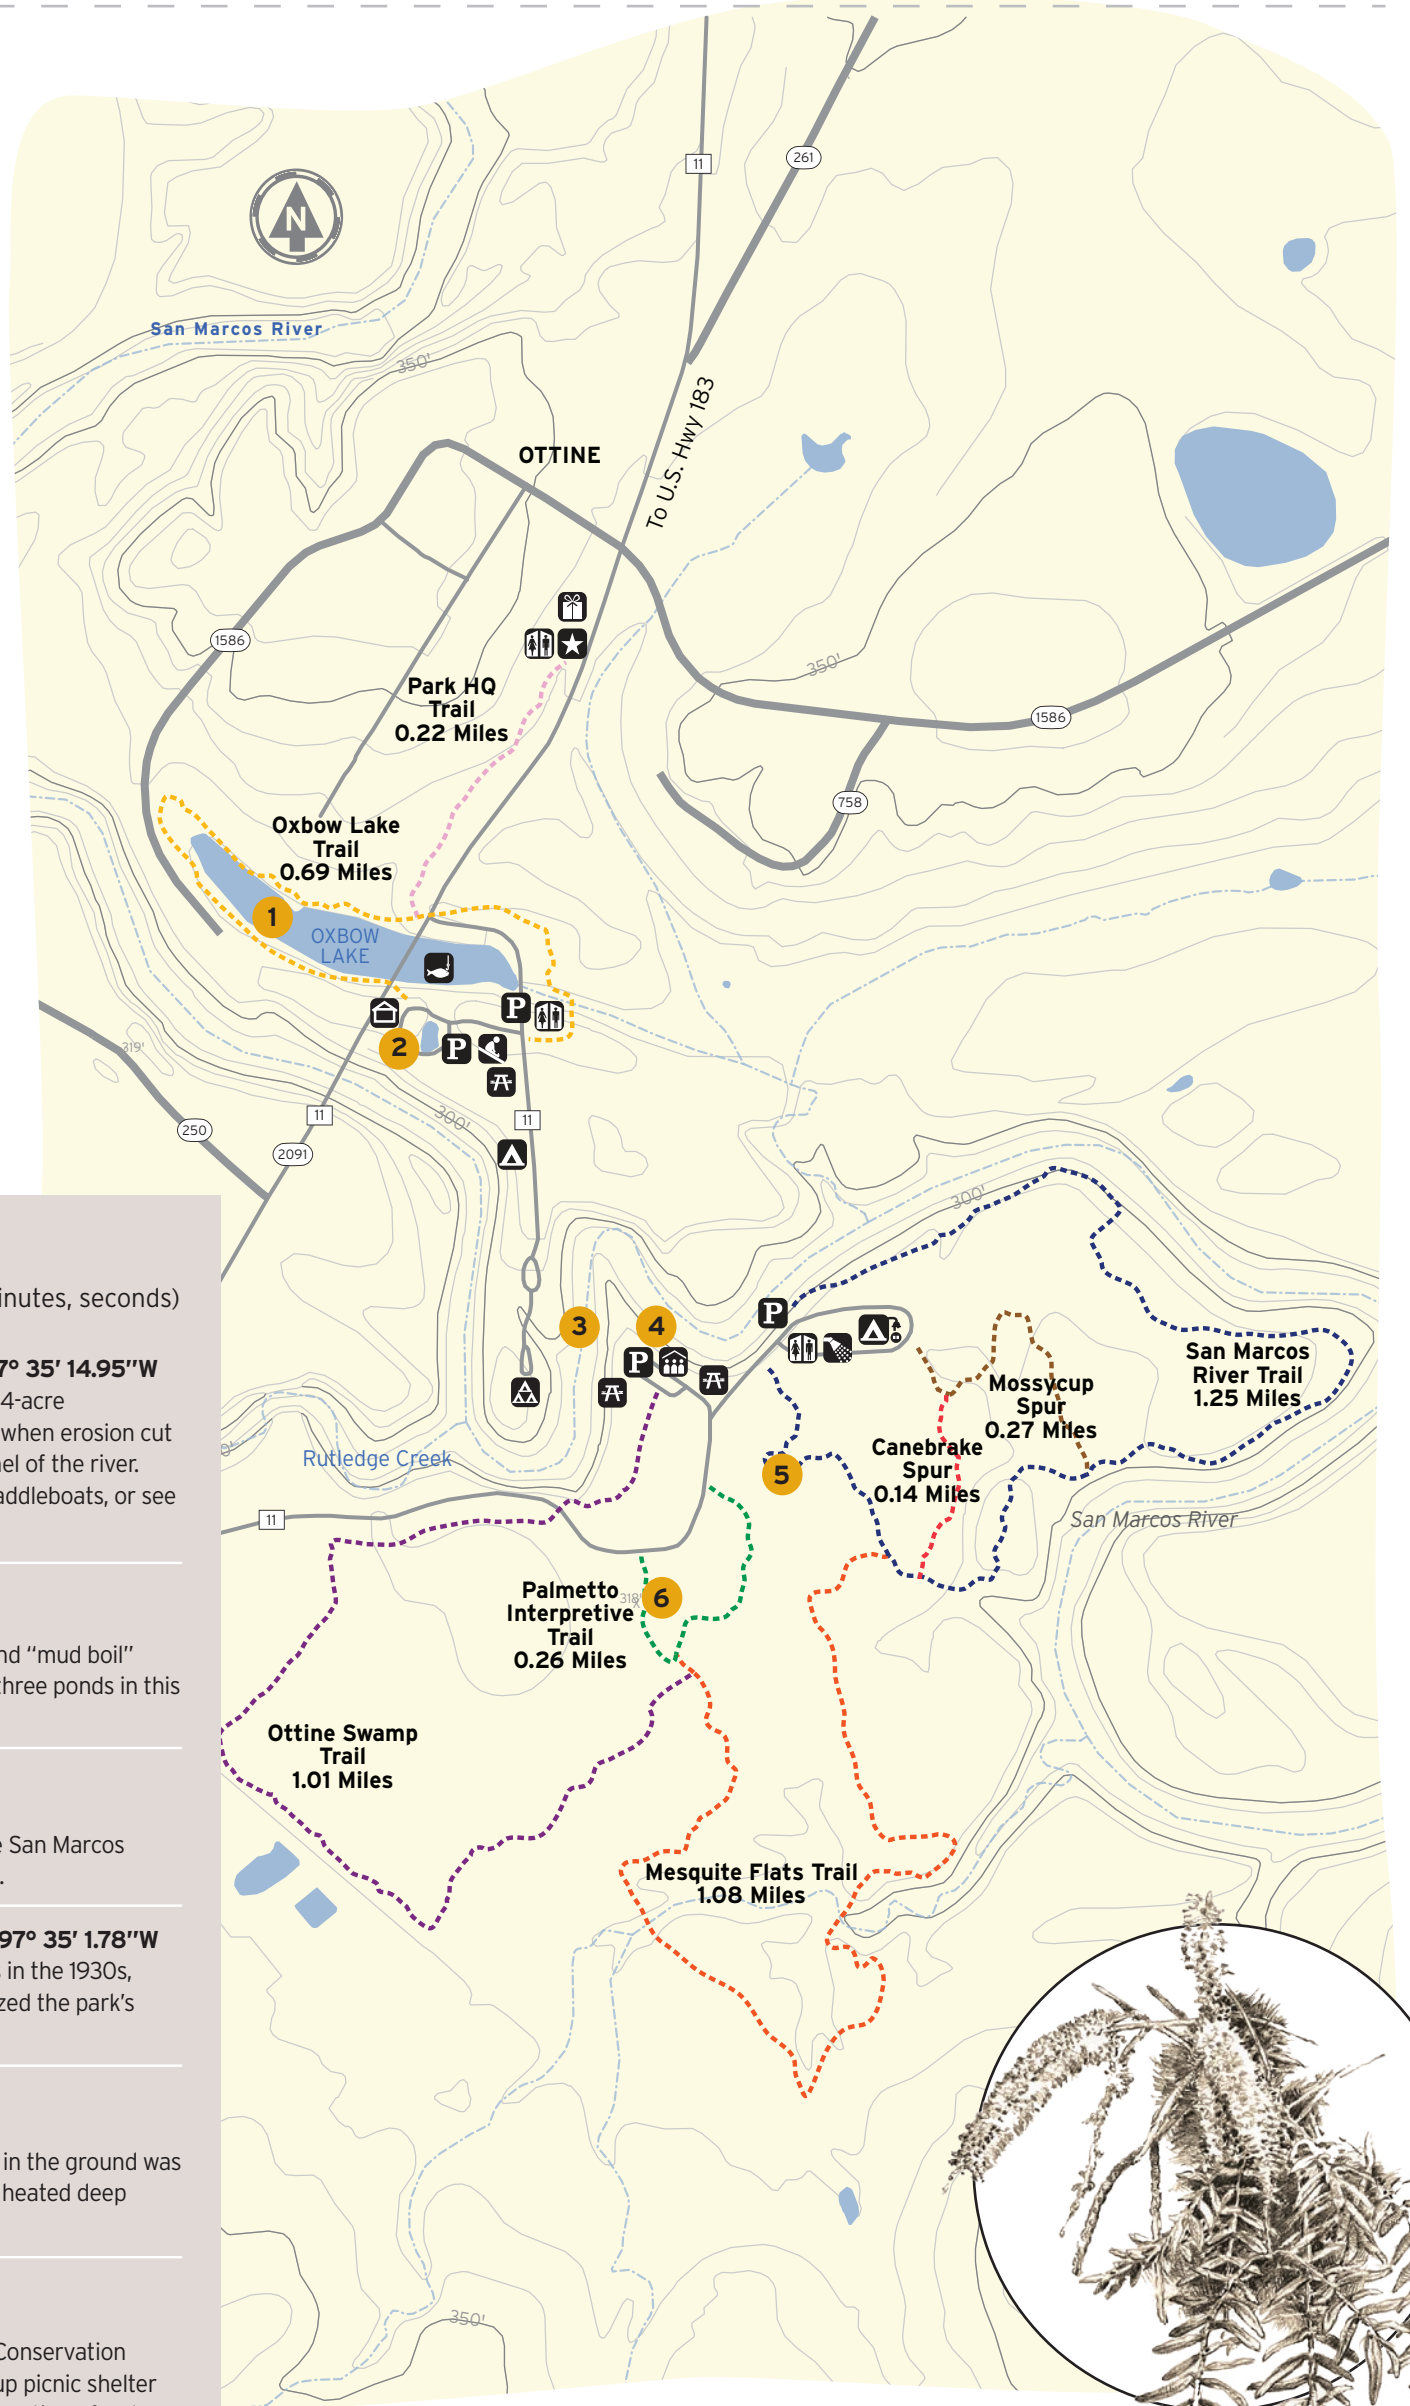 11
261
N
San Marcos River
350'
To U.S. Hwy 183
OTTINE
1586
350'
1586
Park HQ
Trail
0.22 Miles
758
Oxbow Lake
Trail
0.69 Miles
1
OXBOW
LAKE
P
2
P
319'
300'
11
11
250
2091
300'
inutes, seconds)
3
4
P
P
7° 35' 14.95"W
4-acre
when erosion cut
el of the river.
addleboats, or see
San Marcos
River Trail
1.25 Miles
Mossycup
Spur
0.27 Miles
Canebrake
Spur
0.14 Miles
0'
Rutledge Creek
5
11
San Marcos River
Palmetto
Interpretive
Trail
0.26 Miles
318'
x
6
nd "mud boil"
three ponds in this
Ottine Swamp
Trail
1.01 Miles
e San Marcos
.
Mesquite Flats Trail
1.08 Miles
97° 35' 1.78"W
in the 1930s,
zed the park's
in the ground was
heated deep
350'
Conservation
up picnic shelter